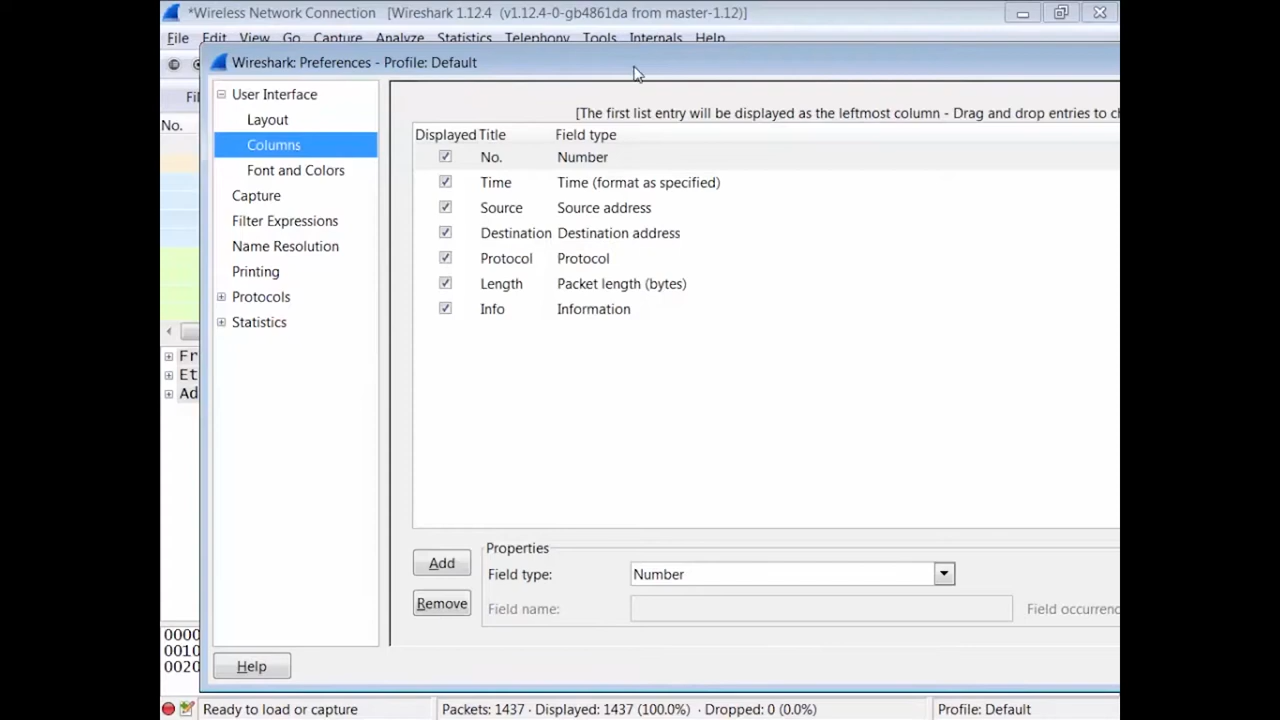 *Wireless Network Connection [Wireshark 1.12.4 (v1.12.4-0-gb4861da from master-1.12)]
File Edit View Go Capture Analyze Statistics Telephony Tools Internals Help
Wireshark: Preferences - Profile: Default
Fil
No.
User Interface
Layout
Columns
Font and Colors
Capture
Filter Expressions
Name Resolution
Printing
Protocols
Statistics
[The first list entry will be displayed as the leftmost column - Drag and drop entries to ch
Displayed Title Field type
No. Number
Time Time (format as specified)
Source Source address
Destination Destination address
Protocol Protocol
Length Packet length (bytes)
Info Information
Fr
Et
Ad
Add
Remove
Properties
Field type: Number
Field name: Field occurrenc
0000
0010
0020
Help
Ready to load or capture Packets: 1437 · Displayed: 1437 (100.0%) · Dropped: 0 (0.0%) Profile: Default